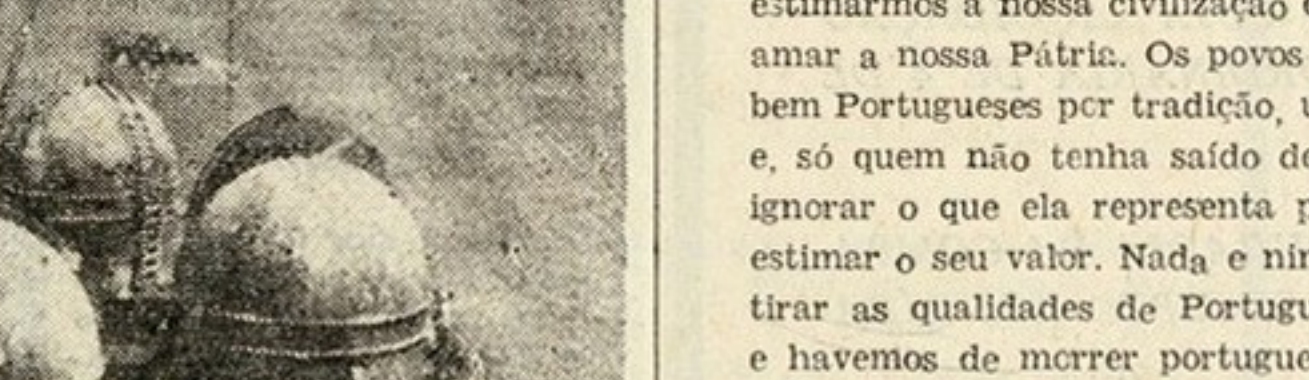 estimarmos a nossa civilização
amar a nossa Pátria. Os povos
bem Portugueses por tradição,
e, só quem não tenha saído de
ignorar o que ela representa
estimar o seu valor. Nada e
tirar as qualidades de
e havemos de morrer